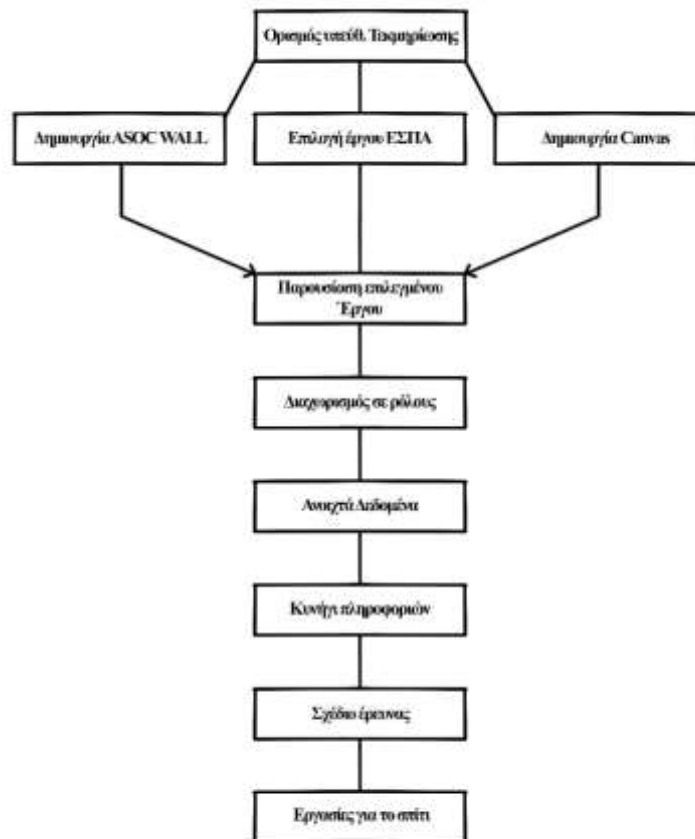 Ορισμός υπεύθ. Τεκμηρίωσης
Δημιουργία ASOC WALL
Επιλογή έργου ΕΣΠΑ
Δημιουργία Canvas
Παρουσίαση επιλεγμένου
Έργου
Διαχωρισμός σε ρόλους
Ανοιχτά Δεδομένα
Κυνήγι πληροφοριών
Σχέδιο έρευνας
Εργασίες για το σπίτι